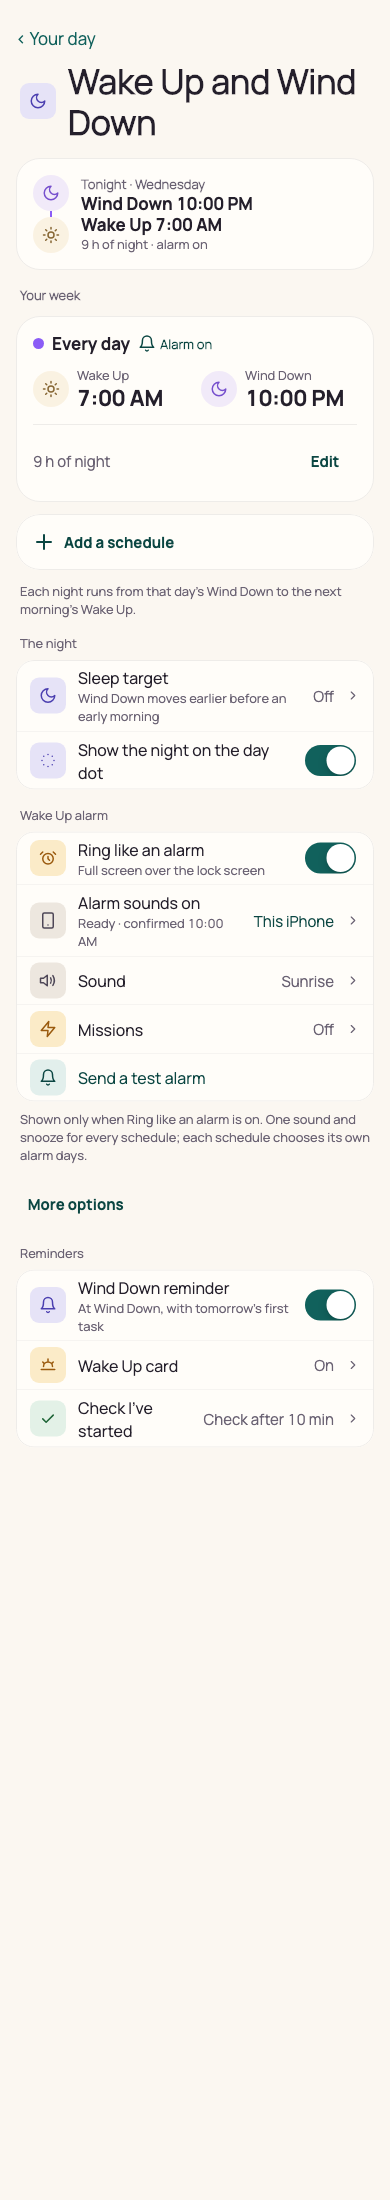 ‹ Your day
Wake Up and Wind
Down
Tonight · Wednesday
Wind Down 10:00 PM
Wake Up 7:00 AM
9 h of night · alarm on
Your week
Every day Alarm on
Wake Up Wind Down
7:00 AM 10:00 PM
9 h of night Edit
Add a schedule
Each night runs from that day's Wind Down to the next
morning's Wake Up.
The night
Sleep target
Wind Down moves earlier before an
early morning
Off
Show the night on the day
dot
Wake Up alarm
Ring like an alarm
Full screen over the lock screen
Alarm sounds on
Ready · confirmed 10:00
AM
This iPhone
Sound Sunrise
Missions Off
Send a test alarm
Shown only when Ring like an alarm is on. One sound and
snooze for every schedule; each schedule chooses its own
alarm days.
More options
Reminders
Wind Down reminder
At Wind Down, with tomorrow's first
task
Wake Up card On
Check I've
started
Check after 10 min